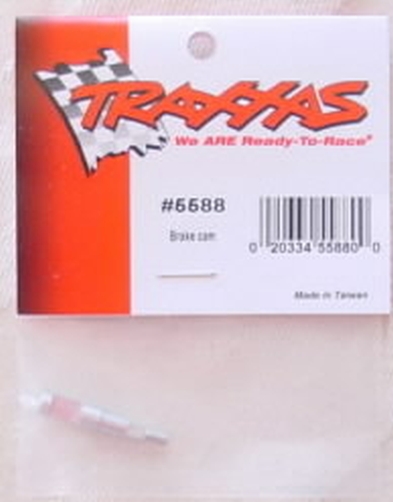 TRAXXAS
We ARE Ready-To-Race®
#5588
Brake cam
0 20334 55880 0
Made in Taiwan